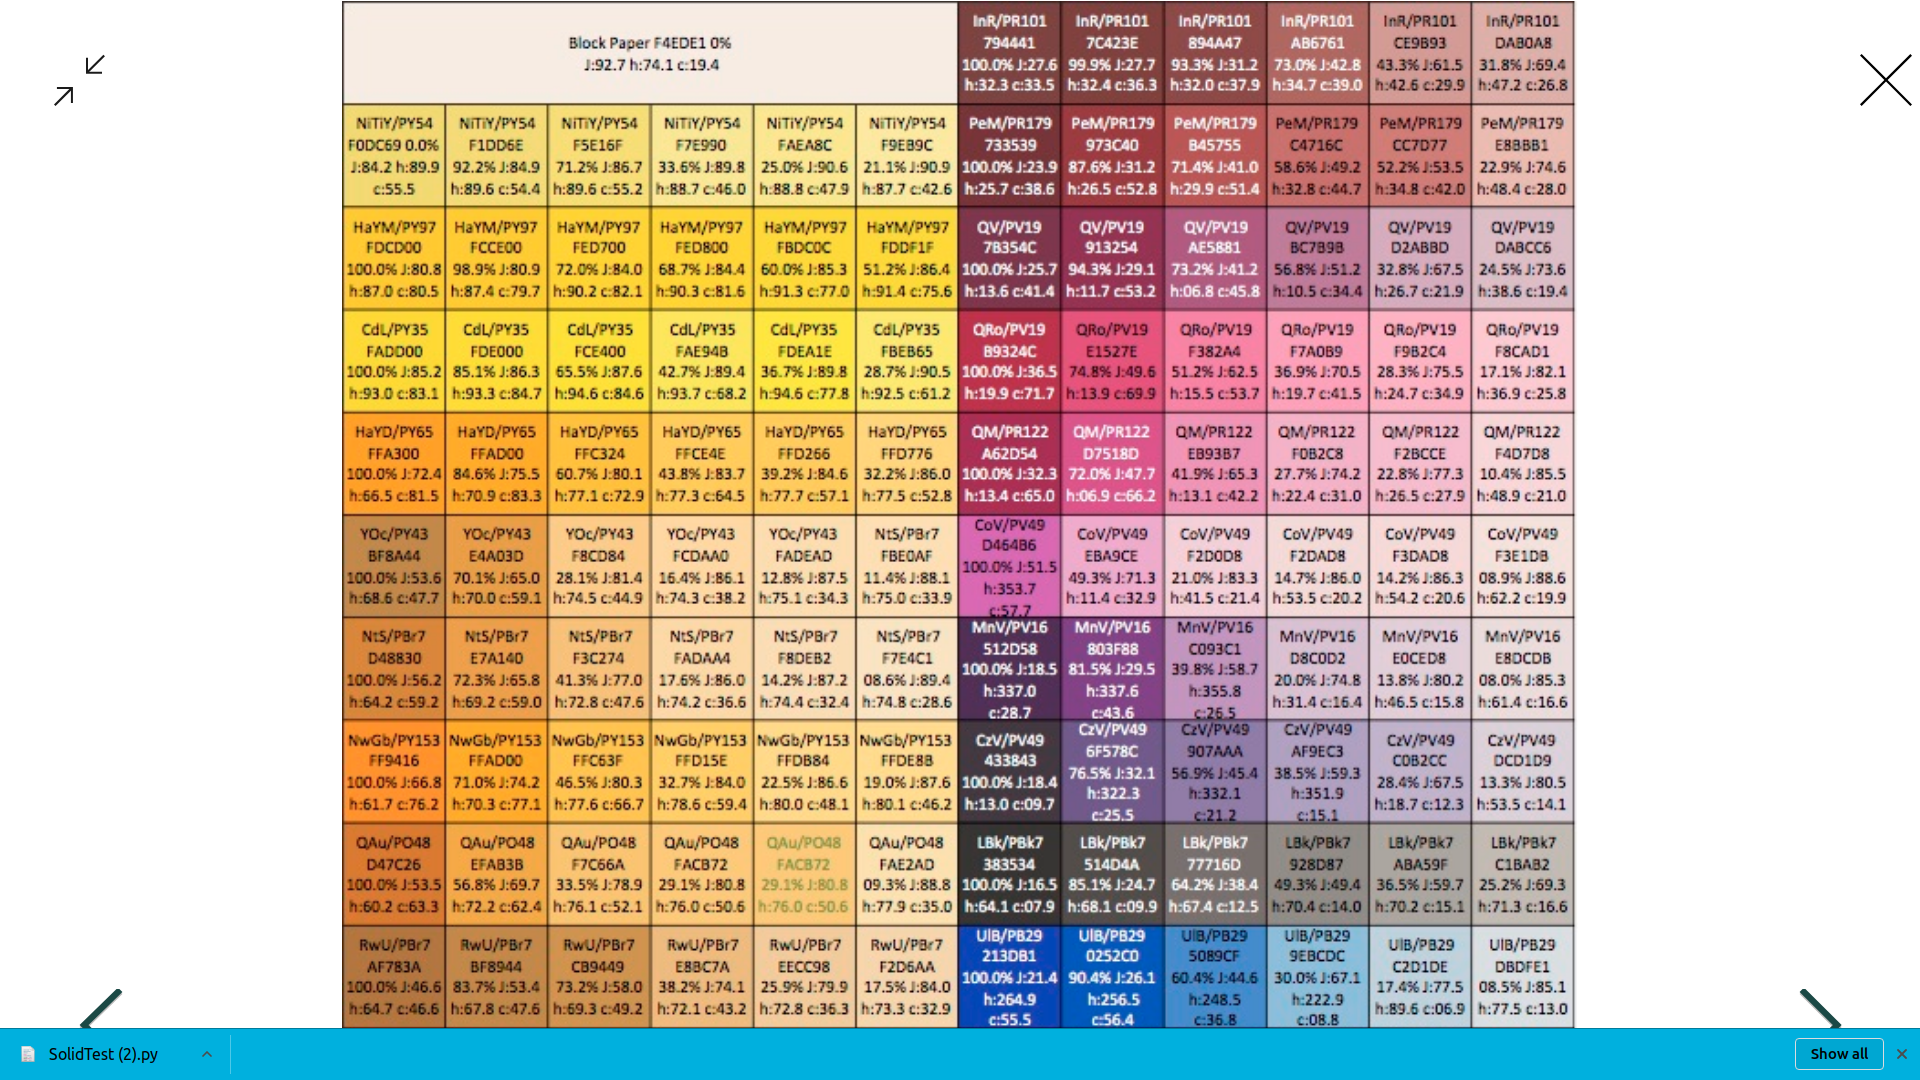 Block Paper F4EDE1 0%
J:92.7 h:74.1 c:19.4
InR/PR101
794441
100.0% J:27.6
h:32.3 c:33.5
InR/PR101
7C423E
99.9% J:27.7
h:32.4 c:36.3
InR/PR101
894A47
93.3% J:31.2
h:32.0 c:37.9
InR/PR101
AB6761
73.0% J:42.8
h:34.7 c:39.0
InR/PR101
CE9B93
43.3% J:61.5
h:42.6 c:29.9
InR/PR101
DAB0A8
31.8% J:69.4
h:47.2 c:26.8
NiTiY/PY54
F0DC69 0.0%
J:84.2 h:89.9
c:55.5
NiTiY/PY54
F1DD6E
92.2% J:84.9
h:89.6 c:54.4
NiTiY/PY54
F5E16F
71.2% J:86.7
h:89.6 c:55.2
NiTiY/PY54
F7E990
33.6% J:89.8
h:88.7 c:46.0
NiTiY/PY54
FAEA8C
25.0% J:90.6
h:88.8 c:47.9
NiTiY/PY54
F9EB9C
21.1% J:90.9
h:87.7 c:42.6
PeM/PR179
733539
100.0% J:23.9
h:25.7 c:38.6
PeM/PR179
973C40
87.6% J:31.2
h:26.5 c:52.8
PeM/PR179
B45755
71.4% J:41.0
h:29.9 c:51.4
PeM/PR179
C4716C
58.6% J:49.2
h:32.8 c:44.7
PeM/PR179
CC7D77
52.2% J:53.5
h:34.8 c:42.0
PeM/PR179
E8BBB1
22.9% J:74.6
h:48.4 c:28.0
HaYM/PY97
FDCD00
100.0% J:80.8
h:87.0 c:80.5
HaYM/PY97
FCCE00
98.9% J:80.9
h:87.4 c:79.7
HaYM/PY97
FED700
72.0% J:84.0
h:90.2 c:82.1
HaYM/PY97
FED800
68.7% J:84.4
h:90.3 c:81.6
HaYM/PY97
FBDC0C
60.0% J:85.3
h:91.3 c:77.0
HaYM/PY97
FDDF1F
51.2% J:86.4
h:91.4 c:75.6
QV/PV19
7B354C
100.0% J:25.7
h:13.6 c:41.4
QV/PV19
913254
94.3% J:29.1
h:11.7 c:53.2
QV/PV19
AE5881
73.2% J:41.2
h:06.8 c:45.8
QV/PV19
BC7B9B
56.8% J:51.2
h:10.5 c:34.4
QV/PV19
D2ABBD
32.8% J:67.5
h:26.7 c:21.9
QV/PV19
DABCC6
24.5% J:73.6
h:38.6 c:19.4
CdL/PY35
FADD00
100.0% J:85.2
h:93.0 c:83.1
CdL/PY35
FDE000
85.1% J:86.3
h:93.3 c:84.7
CdL/PY35
FCE400
65.5% J:87.6
h:94.6 c:84.6
CdL/PY35
FAE94B
42.7% J:89.4
h:93.7 c:68.2
CdL/PY35
FDEA1E
36.7% J:89.8
h:94.6 c:77.8
CdL/PY35
FBEB65
28.7% J:90.5
h:92.5 c:61.2
QRo/PV19
B9324C
100.0% J:36.5
h:19.9 c:71.7
QRo/PV19
E1527E
74.8% J:49.6
h:13.9 c:69.9
QRo/PV19
F382A4
51.2% J:62.5
h:15.5 c:53.7
QRo/PV19
F7A0B9
36.9% J:70.5
h:19.7 c:41.5
QRo/PV19
F9B2C4
28.3% J:75.5
h:24.7 c:34.9
QRo/PV19
F8CAD1
17.1% J:82.1
h:36.9 c:25.8
HaYD/PY65
FFA300
100.0% J:72.4
h:66.5 c:81.5
HaYD/PY65
FFAD00
84.6% J:75.5
h:70.9 c:83.3
HaYD/PY65
FFC324
60.7% J:80.1
h:77.1 c:72.9
HaYD/PY65
FFCE4E
43.8% J:83.7
h:77.3 c:64.5
HaYD/PY65
FFD266
39.2% J:84.6
h:77.7 c:57.1
HaYD/PY65
FFD776
32.2% J:86.0
h:77.5 c:52.8
QM/PR122
A62D54
100.0% J:32.3
h:13.4 c:65.0
QM/PR122
D7518D
72.0% J:47.7
h:06.9 c:66.2
QM/PR122
EB93B7
41.9% J:65.3
h:13.1 c:42.2
QM/PR122
F0B2C8
27.7% J:74.2
h:22.4 c:31.0
QM/PR122
F2BCCE
22.8% J:77.3
h:26.5 c:27.9
QM/PR122
F4D7D8
10.4% J:85.5
h:48.9 c:21.0
YOc/PY43
BF8A44
100.0% J:53.6
h:68.6 c:47.7
YOc/PY43
E4A03D
70.1% J:65.0
h:70.0 c:59.1
YOc/PY43
F8CD84
28.1% J:81.4
h:74.5 c:44.9
YOc/PY43
FCDAA0
16.4% J:86.1
h:74.3 c:38.2
YOc/PY43
FADEAD
12.8% J:87.5
h:75.1 c:34.3
NtS/PBr7
FBE0AF
11.4% J:88.1
h:75.0 c:33.9
CoV/PV49
D464B6
100.0% J:51.5
h:353.7
c:57.7
CoV/PV49
EBA9CE
49.3% J:71.3
h:11.4 c:32.9
CoV/PV49
F2D0D8
21.0% J:83.3
h:41.5 c:21.4
CoV/PV49
F2DAD8
14.7% J:86.0
h:53.5 c:20.2
CoV/PV49
F3DAD8
14.2% J:86.3
h:54.2 c:20.6
CoV/PV49
F3E1DB
08.9% J:88.6
h:62.2 c:19.9
NtS/PBr7
D48830
100.0% J:56.2
h:64.2 c:59.2
NtS/PBr7
E7A140
72.3% J:65.8
h:69.2 c:59.0
NtS/PBr7
F3C274
41.3% J:77.0
h:72.8 c:47.6
NtS/PBr7
FADAA4
17.6% J:86.0
h:74.2 c:36.6
NtS/PBr7
F8DEB2
14.2% J:87.2
h:74.4 c:32.4
NtS/PBr7
F7E4C1
08.6% J:89.4
h:74.8 c:28.6
MnV/PV16
512D58
100.0% J:18.5
h:337.0
c:28.7
MnV/PV16
803F88
81.5% J:29.5
h:337.6
c:43.6
MnV/PV16
C093C1
39.8% J:58.7
h:355.8
c:26.5
MnV/PV16
D8C0D2
20.0% J:74.8
h:31.4 c:16.4
MnV/PV16
E0CED8
13.8% J:80.2
h:46.5 c:15.8
MnV/PV16
E8DCDB
08.0% J:85.3
h:61.4 c:16.6
NwGb/PY153
FF9416
100.0% J:66.8
h:61.7 c:76.2
NwGb/PY153
FFAD00
71.0% J:74.2
h:70.3 c:77.1
NwGb/PY153
FFC63F
46.5% J:80.3
h:77.6 c:66.7
NwGb/PY153
FFD15E
32.7% J:84.0
h:78.6 c:59.4
NwGb/PY153
FFDB84
22.5% J:86.6
h:80.0 c:48.1
NwGb/PY153
FFDE8B
19.0% J:87.6
h:80.1 c:46.2
CzV/PV49
433843
100.0% J:18.4
h:13.0 c:09.7
CzV/PV49
6F578C
76.5% J:32.1
h:322.3
c:25.5
CzV/PV49
907AAA
56.9% J:45.4
h:332.1
c:21.2
CzV/PV49
AF9EC3
38.5% J:59.3
h:351.9
c:15.1
CzV/PV49
C0B2CC
28.4% J:67.5
h:18.7 c:12.3
CzV/PV49
DCD1D9
13.3% J:80.5
h:53.5 c:14.1
QAu/PO48
D47C26
100.0% J:53.5
h:60.2 c:63.3
QAu/PO48
EFAB3B
56.8% J:69.7
h:72.2 c:62.4
QAu/PO48
F7C66A
33.5% J:78.9
h:76.1 c:52.1
QAu/PO48
FACB72
29.1% J:80.8
h:76.0 c:50.6
QAu/PO48
FACB72
29.1% J:80.8
h:76.0 c:50.6
QAu/PO48
FAE2AD
09.3% J:88.8
h:77.9 c:35.0
LBk/PBk7
383534
100.0% J:16.5
h:64.1 c:07.9
LBk/PBk7
514D4A
85.1% J:24.7
h:68.1 c:09.9
LBk/PBk7
77716D
64.2% J:38.4
h:67.4 c:12.5
LBk/PBk7
928D87
49.3% J:49.4
h:70.4 c:14.0
LBk/PBk7
ABA59F
36.5% J:59.7
h:70.2 c:15.1
LBk/PBk7
C1BAB2
25.2% J:69.3
h:71.3 c:16.6
RwU/PBr7
AF783A
100.0% J:46.6
h:64.7 c:46.6
RwU/PBr7
BF8944
83.7% J:53.4
h:67.8 c:47.6
RwU/PBr7
CB9449
73.2% J:58.0
h:69.3 c:49.2
RwU/PBr7
E8BC7A
38.2% J:74.1
h:72.1 c:43.2
RwU/PBr7
EECC98
25.9% J:79.9
h:72.8 c:36.3
RwU/PBr7
F2D6AA
17.5% J:84.0
h:73.3 c:32.9
UlB/PB29
213DB1
100.0% J:21.4
h:264.9
c:55.5
UlB/PB29
0252C0
90.4% J:26.1
h:256.5
c:56.4
UlB/PB29
5089CF
60.4% J:44.6
h:248.5
c:36.8
UlB/PB29
9EBCDC
30.0% J:67.1
h:222.9
c:08.8
UlB/PB29
C2D1DE
17.4% J:77.5
h:89.6 c:06.9
UlB/PB29
DBDFE1
08.5% J:85.1
h:77.5 c:13.0
SolidTest (2).py
Show all